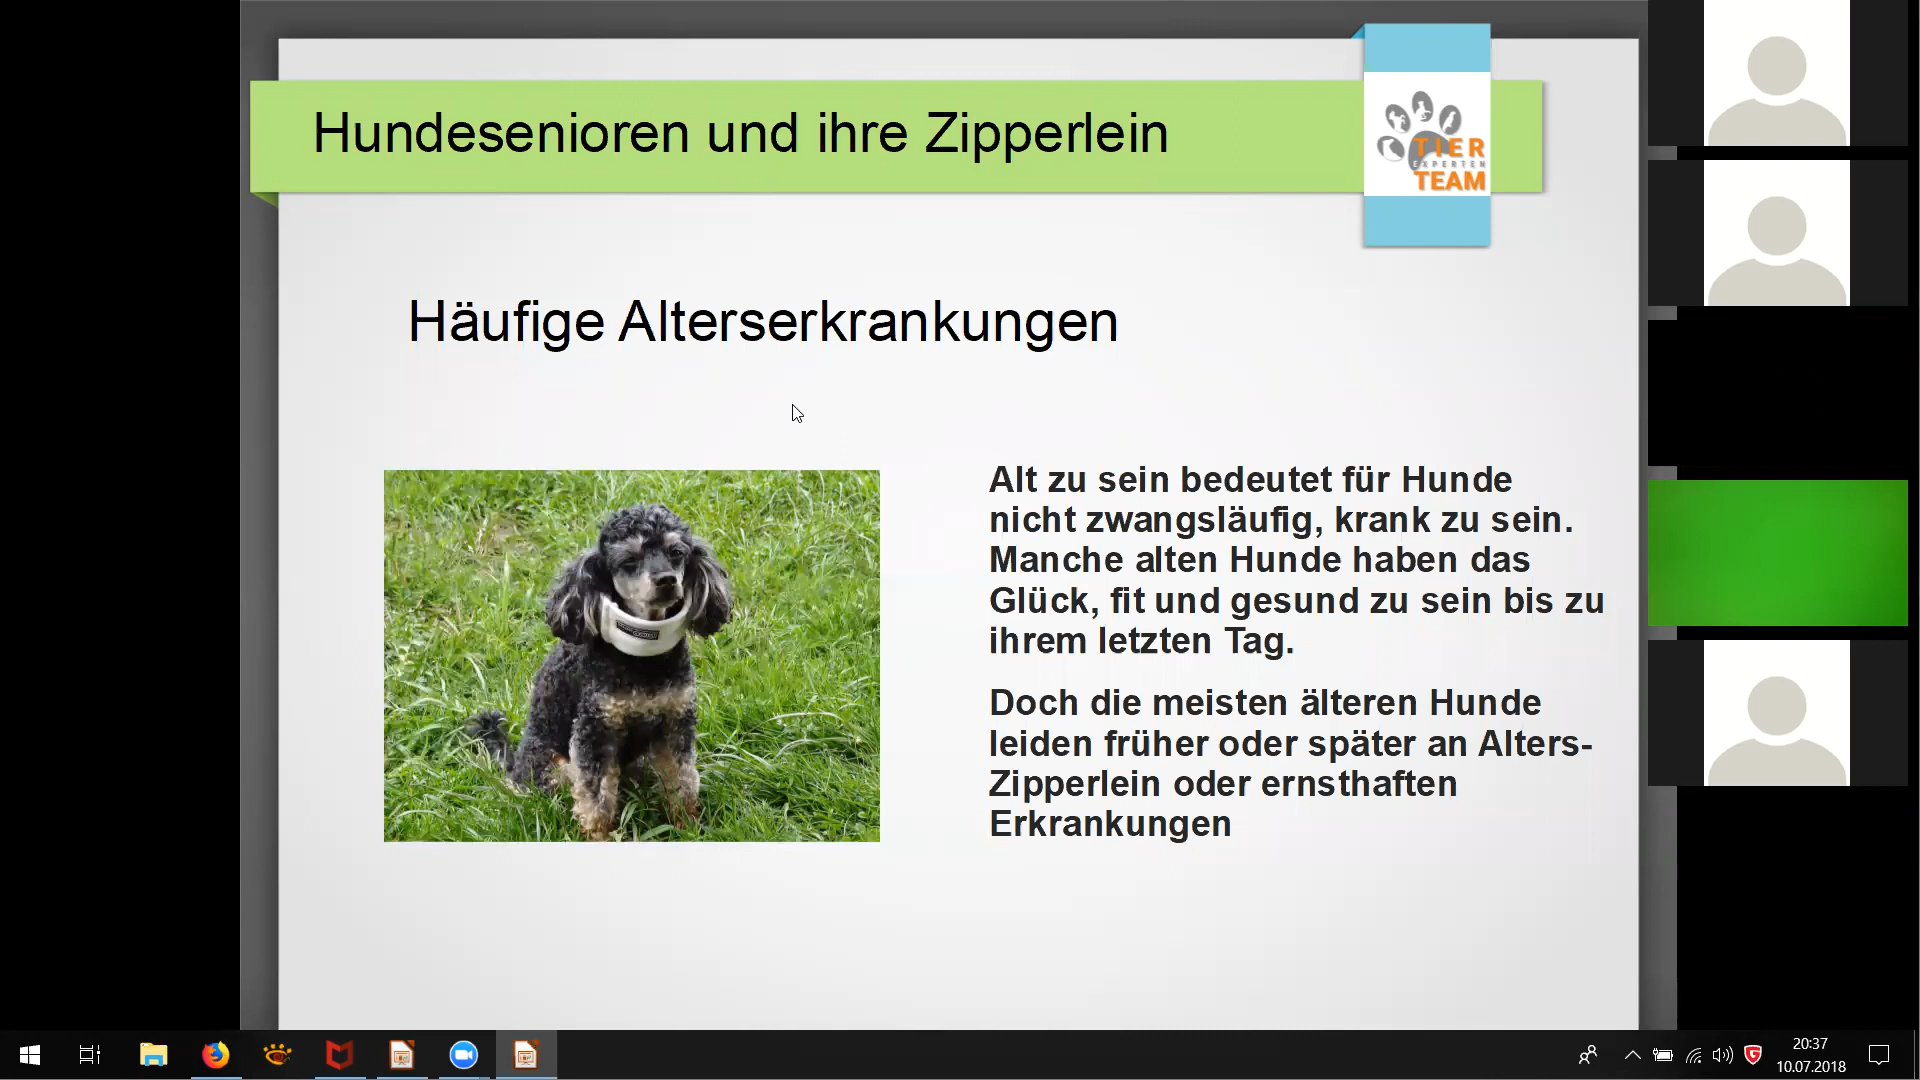 Hundesenioren und ihre Zipperlein
TIER
EXPERTEN
TEAM
Häufige Alterserkrankungen
Alt zu sein bedeutet für Hunde
nicht zwangsläufig, krank zu sein.
Manche alten Hunde haben das
Glück, fit und gesund zu sein bis zu
ihrem letzten Tag.
Doch die meisten älteren Hunde
leiden früher oder später an Alters-
Zipperlein oder ernsthaften
Erkrankungen
20:37
10.07.2018